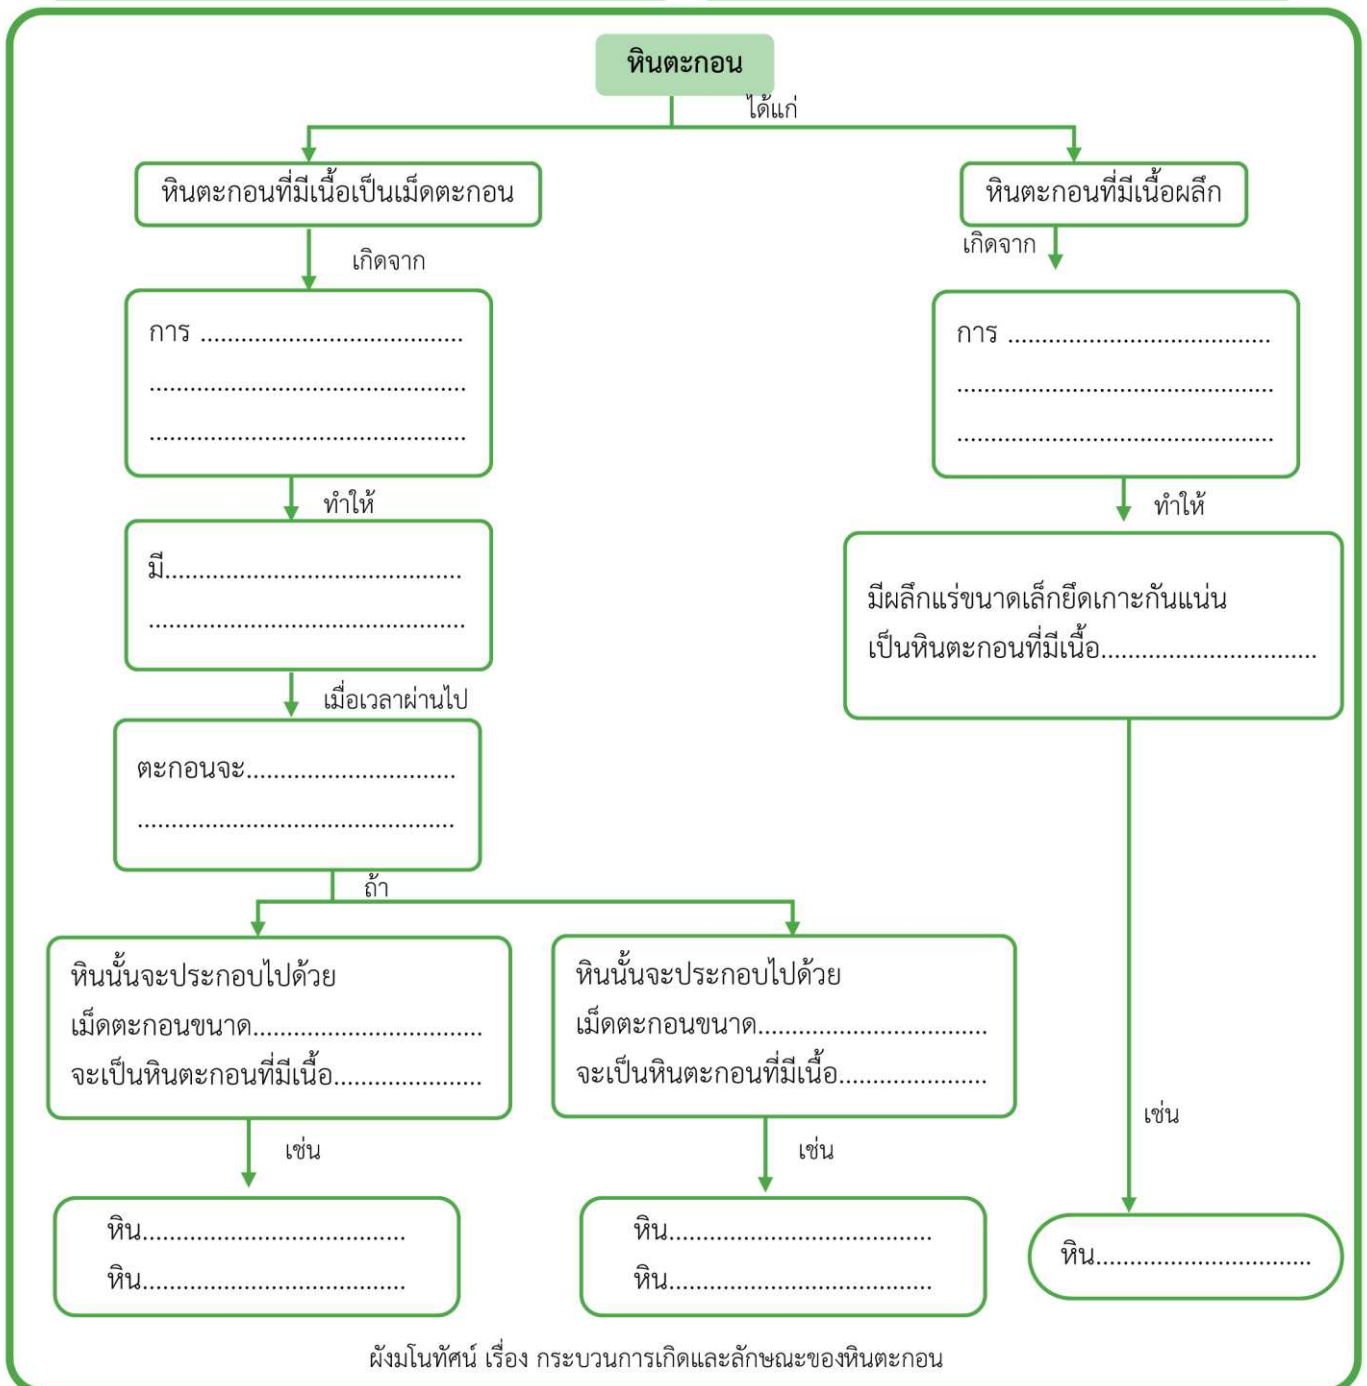 หินตะกอน
ได้แก่
หินตะกอนที่มีเนื้อเป็นเม็ดตะกอน
หินตะกอนที่มีเนื้อผลึก
เกิดจาก
เกิดจาก
การ .......................................
...............................................
...............................................
การ .......................................
...............................................
...............................................
ทำให้
ทำให้
มี............................................
...............................................
มีผลึกแร่ขนาดเล็กยึดเกาะกันแน่น
เป็นหินตะกอนที่มีเนื้อ................................
เมื่อเวลาผ่านไป
ตะกอนจะ...............................
...............................................
ถ้า
หินนั้นจะประกอบไปด้วย
เม็ดตะกอนขนาด..................................
จะเป็นหินตะกอนที่มีเนื้อ......................
หินนั้นจะประกอบไปด้วย
เม็ดตะกอนขนาด..................................
จะเป็นหินตะกอนที่มีเนื้อ......................
เช่น
เช่น
เช่น
หิน.......................................
หิน.......................................
หิน.......................................
หิน.......................................
หิน................................
ผังมโนทัศน์ เรื่อง กระบวนการเกิดและลักษณะของหินตะกอน